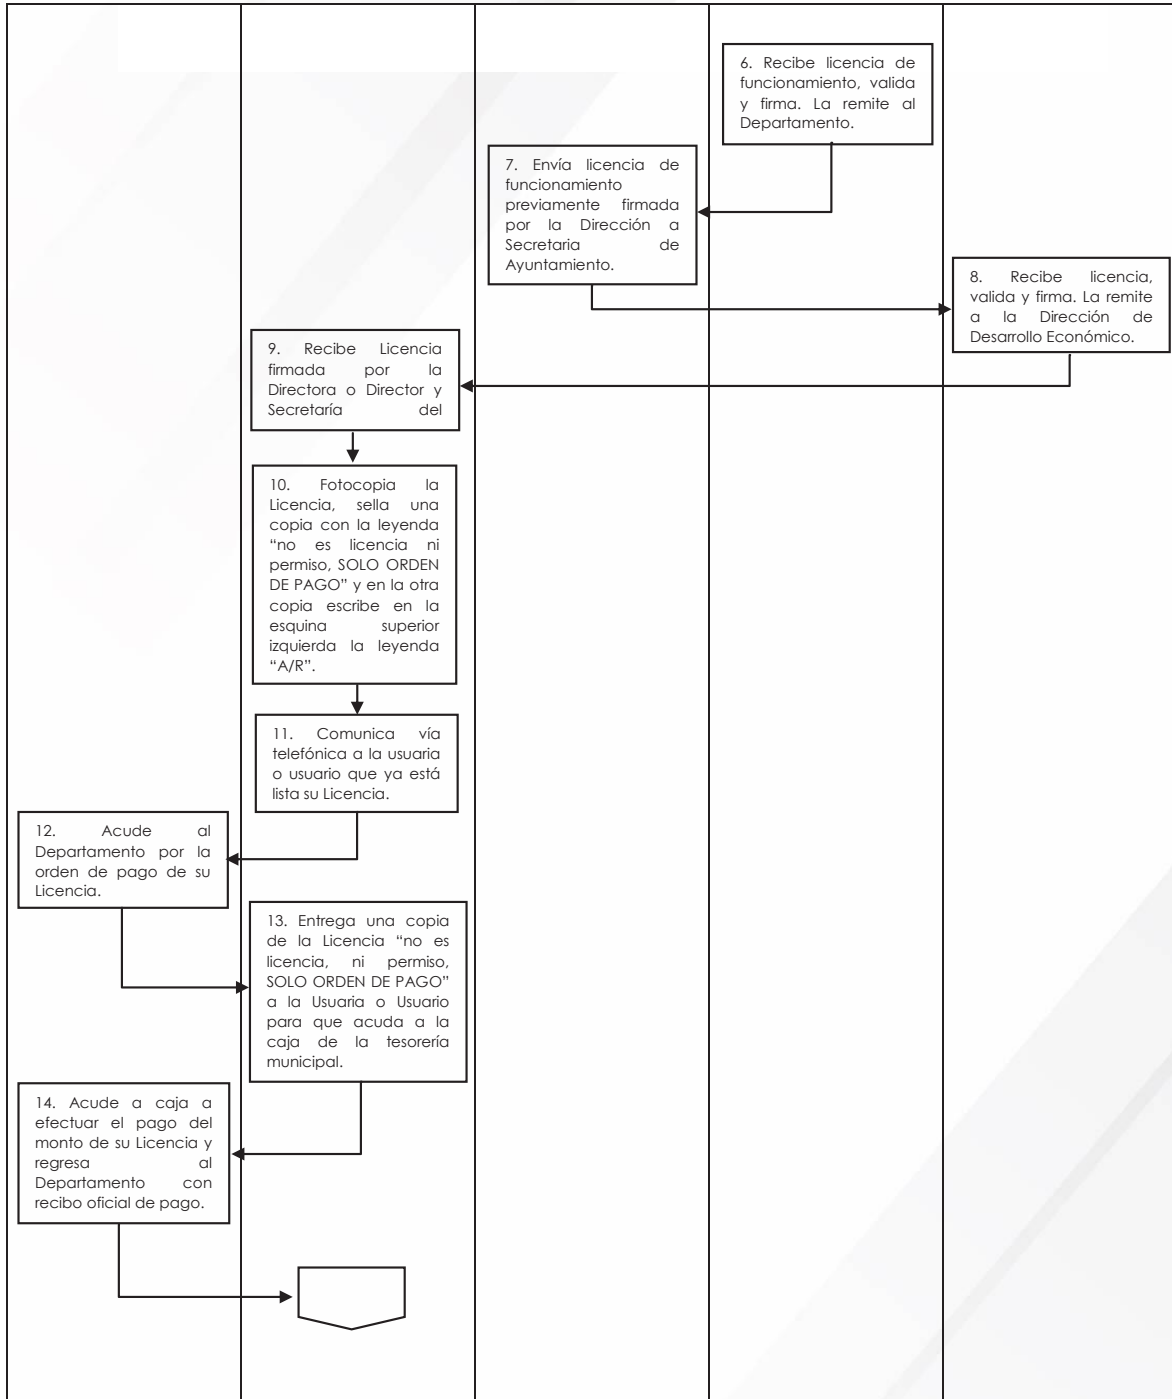 6. Recibe licencia de
funcionamiento, valida
y firma. La remite al
Departamento.
7. Envía licencia de
funcionamiento
previamente firmada
por la Dirección a
Secretaria de
Ayuntamiento.
8. Recibe licencia,
valida y firma. La remite
a la Dirección de
Desarrollo Económico.
9. Recibe Licencia
firmada por la
Directora o Director y
Secretaría del
10. Fotocopia la
Licencia, sella una
copia con la leyenda
“no es licencia ni
permiso, SOLO ORDEN
DE PAGO” y en la otra
copia escribe en la
esquina superior
izquierda la leyenda
“A/R”.
11. Comunica vía
telefónica a la usuaria
o usuario que ya está
lista su Licencia.
12. Acude al
Departamento por la
orden de pago de su
Licencia.
13. Entrega una copia
de la Licencia “no es
licencia, ni permiso,
SOLO ORDEN DE PAGO”
a la Usuaria o Usuario
para que acuda a la
caja de la tesorería
municipal.
14. Acude a caja a
efectuar el pago del
monto de su Licencia y
regresa al
Departamento con
recibo oficial de pago.